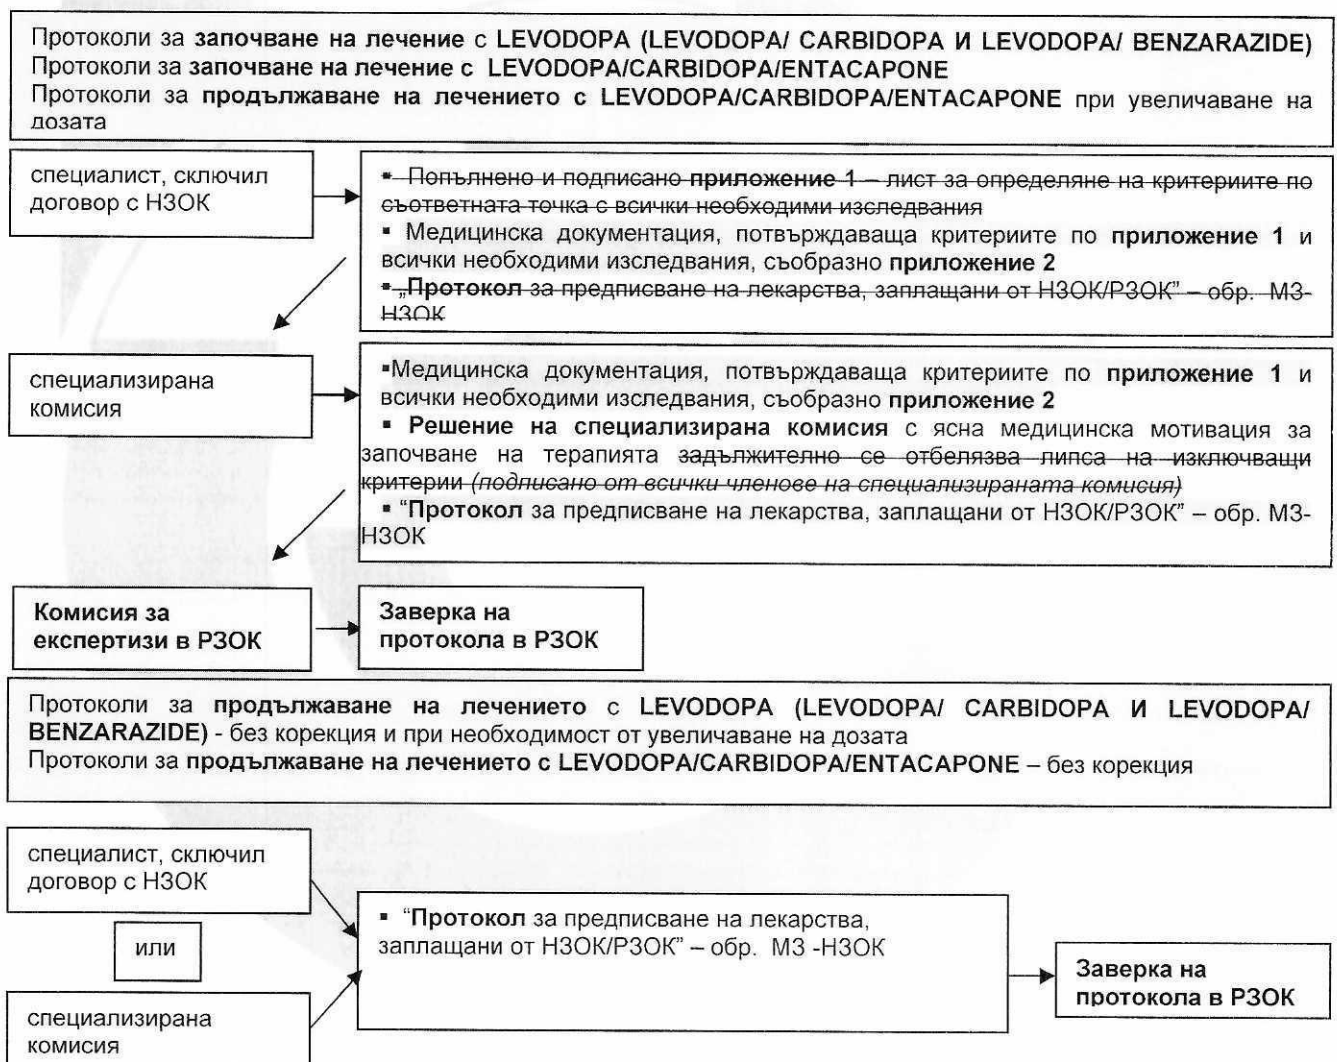 Протоколи за започване на лечение с LEVODOPA (LEVODOPA/ CARBIDOPA И LEVODOPA/ BENZARAZIDE)
Протоколи за започване на лечение с LEVODOPA/CARBIDOPA/ENTACAPONE
Протоколи за продължаване на лечението с LEVODOPA/CARBIDOPA/ENTACAPONE при увеличаване на
дозата
специалист, сключил
договор с НЗОК
▪ Попълнено и подписано приложение 1 – лист за определяне на критериите по
съответната точка с всички необходими изследвания
▪ Медицинска документация, потвърждаваща критериите по приложение 1 и
всички необходими изследвания, съобразно приложение 2
▪ „Протокол за предписване на лекарства, заплащани от НЗОК/РЗОК” – обр. МЗ-
НЗОК
специализирана
комисия
▪Медицинска документация, потвърждаваща критериите по приложение 1 и
всички необходими изследвания, съобразно приложение 2
▪ Решение на специализирана комисия с ясна медицинска мотивация за
започване на терапията задължително се отбелязва липса на изключващи
критерии (подписано от всички членове на специализираната комисия)
▪ “Протокол за предписване на лекарства, заплащани от НЗОК/РЗОК” – обр. МЗ-
НЗОК
Комисия за
експертизи в РЗОК
Заверка на
протокола в РЗОК
Протоколи за продължаване на лечението с LEVODOPA (LEVODOPA/ CARBIDOPA И LEVODOPA/
BENZARAZIDE) - без корекция и при необходимост от увеличаване на дозата
Протоколи за продължаване на лечението с LEVODOPA/CARBIDOPA/ENTACAPONE – без корекция
специалист, сключил
договор с НЗОК
или
специализирана
комисия
▪ “Протокол за предписване на лекарства,
заплащани от НЗОК/РЗОК” – обр. МЗ -НЗОК
Заверка на
протокола в РЗОК